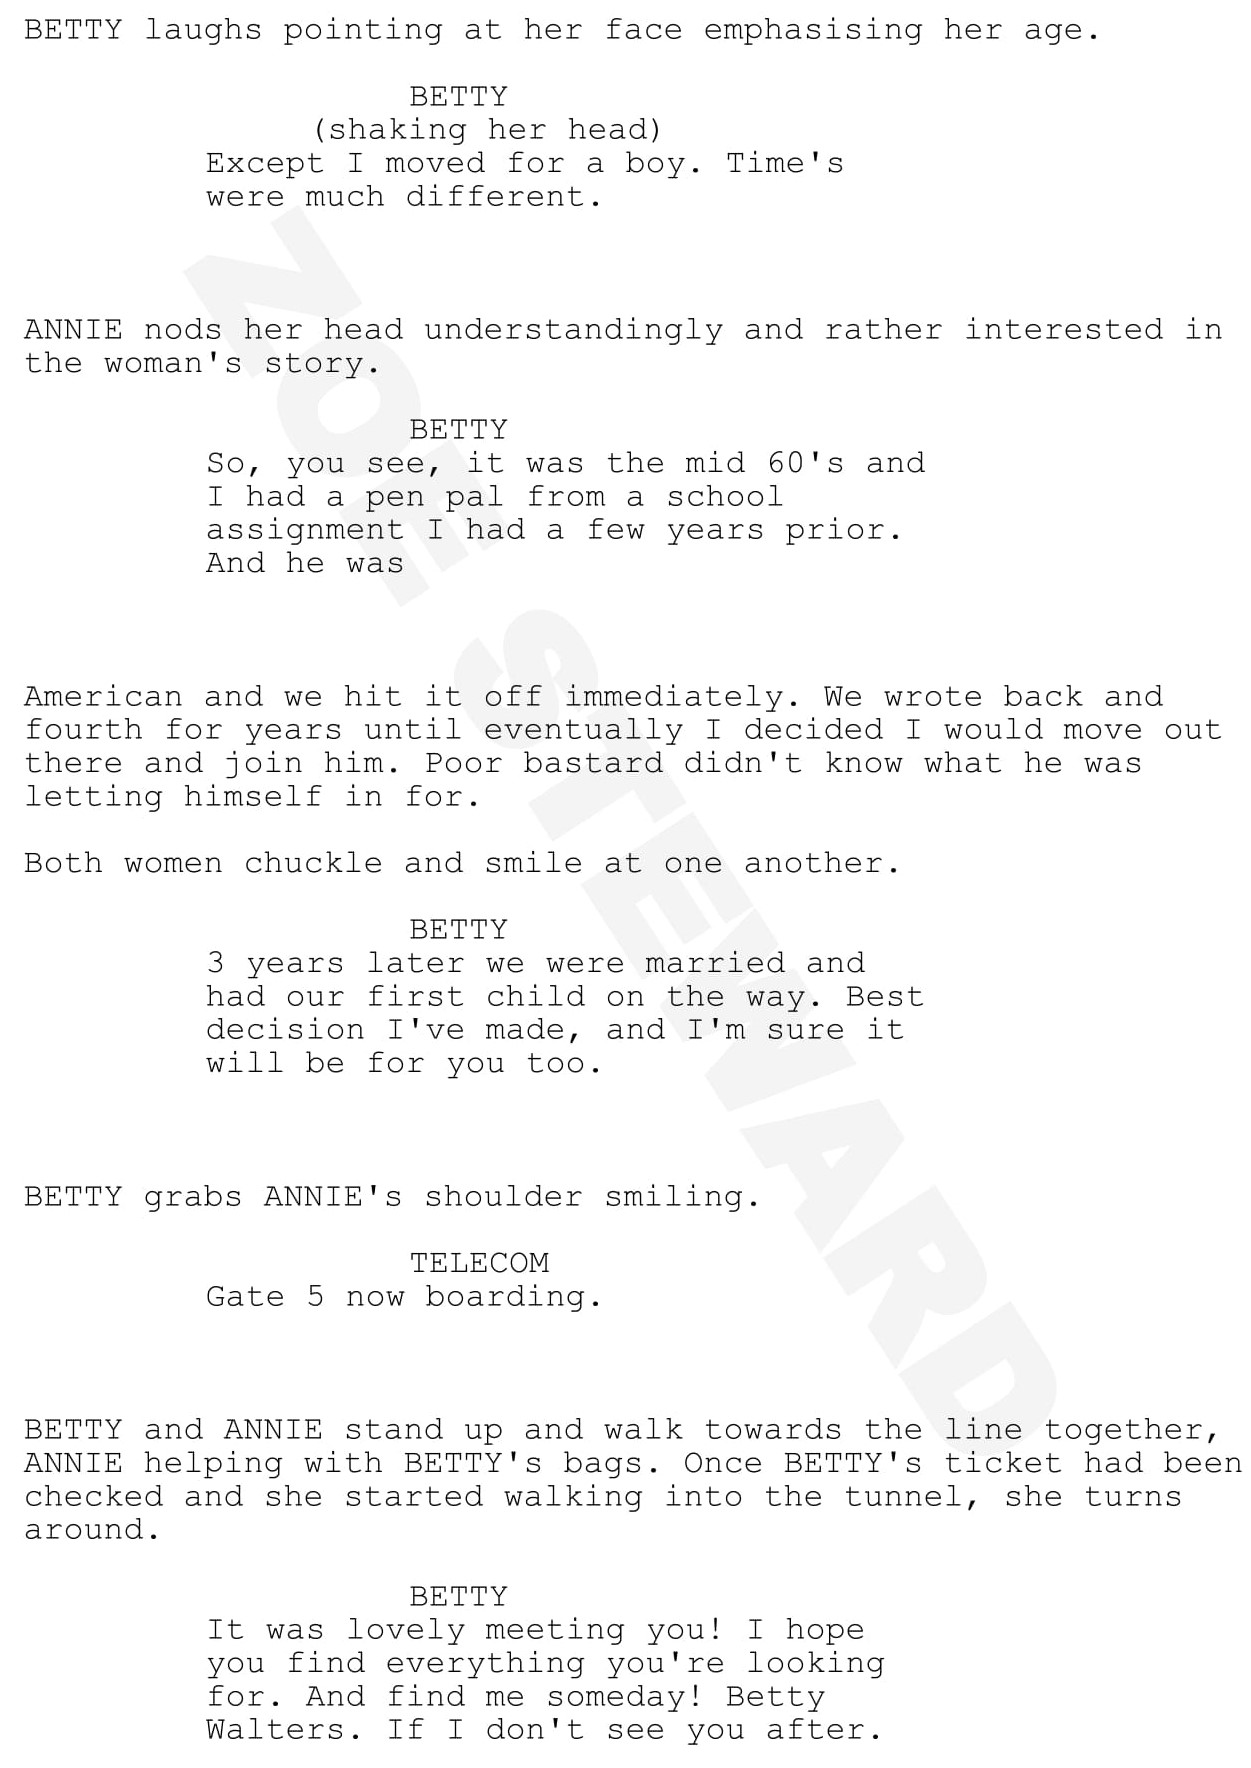 BETTY laughs pointing at her face emphasising her age.
BETTY
(shaking her head)
Except I moved for a boy. Time's
were much different.
ANNIE nods her head understandingly and rather interested in
the woman's story.
BETTY
So, you see, it was the mid 60's and
I had a pen pal from a school
assignment I had a few years prior.
And he was
American and we hit it off immediately. We wrote back and
fourth for years until eventually I decided I would move out
there and join him. Poor bastard didn't know what he was
letting himself in for.
Both women chuckle and smile at one another.
BETTY
3 years later we were married and
had our first child on the way. Best
decision I've made, and I'm sure it
will be for you too.
BETTY grabs ANNIE's shoulder smiling.
TELECOM
Gate 5 now boarding.
BETTY and ANNIE stand up and walk towards the line together,
ANNIE helping with BETTY's bags. Once BETTY's ticket had been
checked and she started walking into the tunnel, she turns
around.
BETTY
It was lovely meeting you! I hope
you find everything you're looking
for. And find me someday! Betty
Walters. If I don't see you after.
ZOE STEWARD